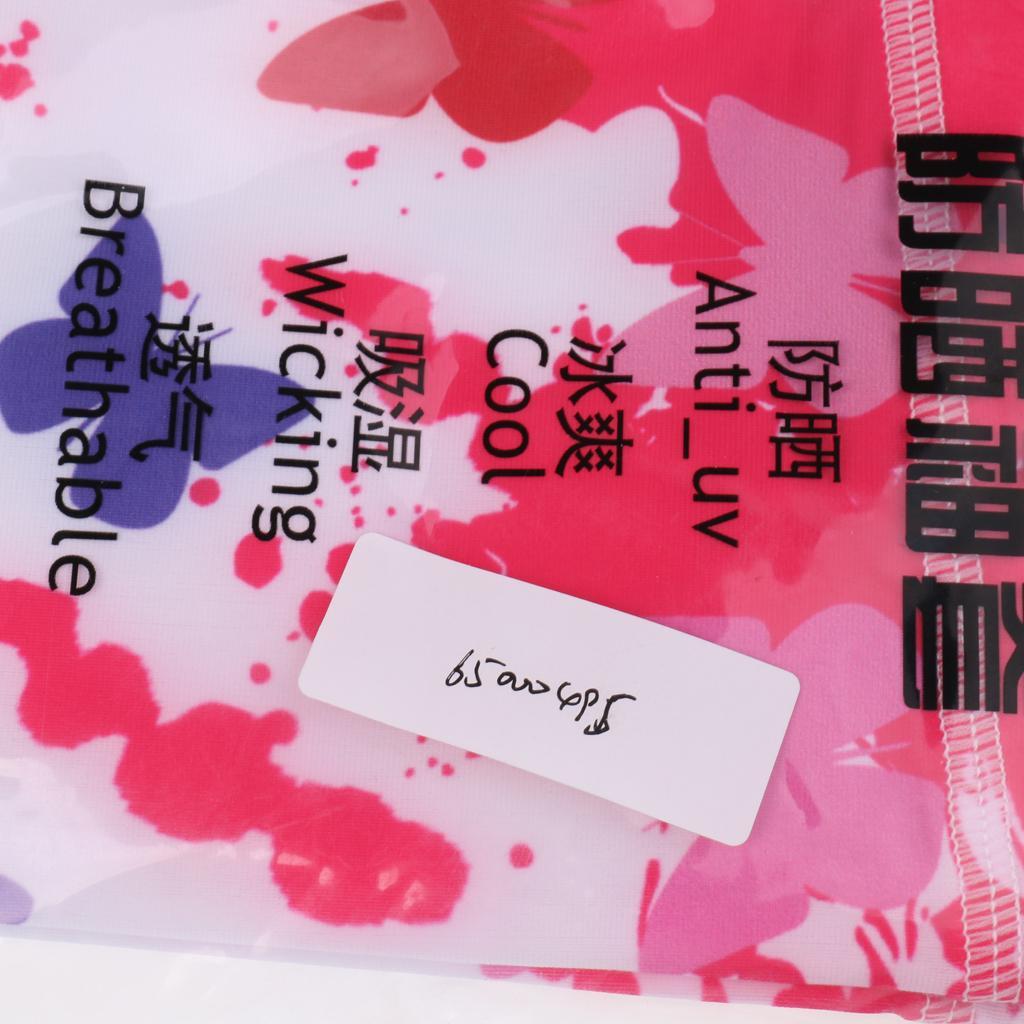 防晒袖套
防晒
Anti_uv
冰爽
Cool
吸湿
Wicking
透气
Breathable